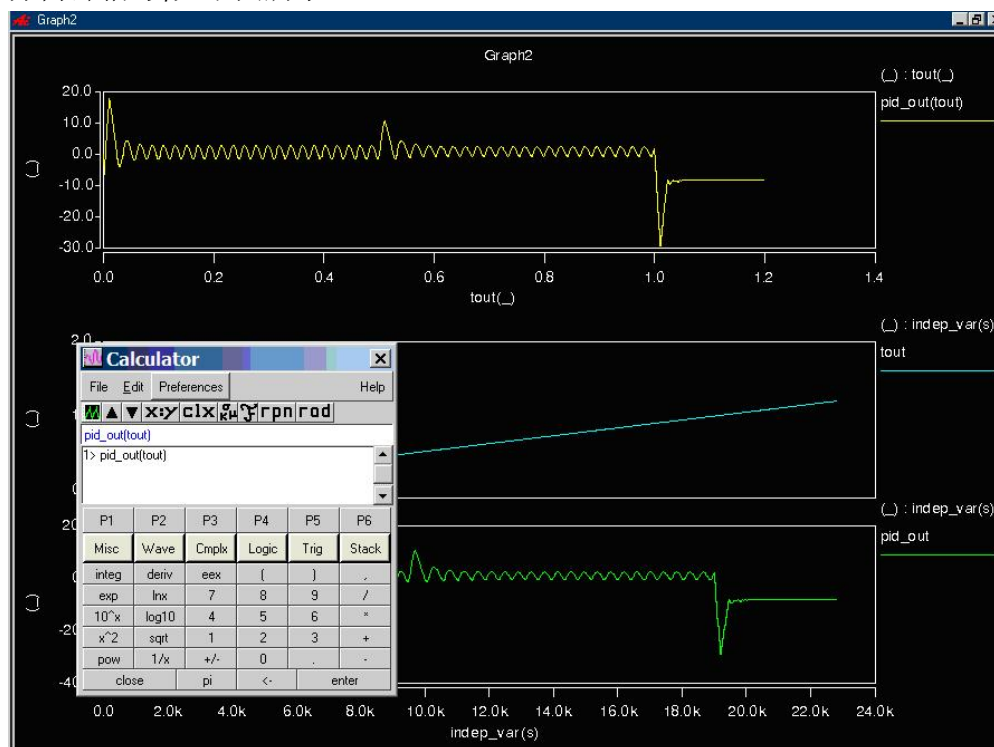 Graph2
Graph2
(_) : tout(_)
pid_out(tout)
20.0
10.0
0.0
-10.0
-20.0
-30.0
(_)
0.0 0.2 0.4 0.6 0.8 1.0 1.2 1.4
tout(_)
(_) : indep_var(s)
tout
2.0
(_)
Calculator
File Edit Preferences Help
x:y clx rpn rad
pid_out(tout)
1> pid_out(tout)
P1 P2 P3 P4 P5 P6
Misc Wave Cmplx Logic Trig Stack
integ deriv eex ( ) ,
exp lnx 7 8 9 /
10^x log10 4 5 6 *
x^2 sqrt 1 2 3 +
pow 1/x +/- 0 . -
close pi <- enter
(_) : indep_var(s)
pid_out
(_)
0.0 2.0k 4.0k 6.0k 8.0k 10.0k 12.0k 14.0k 16.0k 18.0k 20.0k 22.0k 24.0k
indep_var(s)